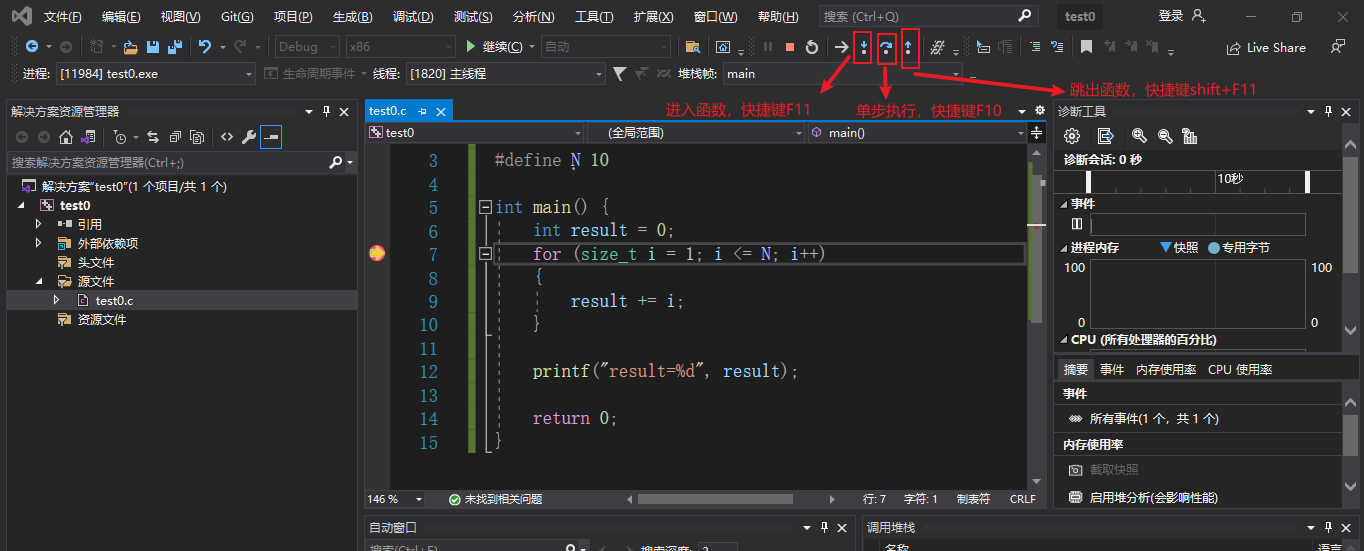 文件(F) 编辑(E) 视图(V) Git(G) 项目(P) 生成(B) 调试(D) 测试(S) 分析(N) 工具(T) 扩展(X) 窗口(W) 帮助(H) 搜索 (Ctrl+Q) test0 登录
Debug x86 继续(C) 自动 Live Share
进程: [11984] test0.exe 生命周期事件 线程: [1820] 主线程 堆栈帧: main
跳出函数，快捷键shift+F11
进入函数，快捷键F11 单步执行，快捷键F10
解决方案资源管理器
搜索解决方案资源管理器(Ctrl+;)
解决方案"test0"(1 个项目/共 1 个)
test0
引用
外部依赖项
头文件
源文件
test0.c
资源文件
test0.c
test0 (全局范围) main()
3 #define N 10
4
5 int main() {
6 int result = 0;
7 for (size_t i = 1; i <= N; i++)
8 {
9 result += i;
10 }
11
12 printf("result=%d", result);
13
14 return 0;
15 }
146 % 未找到相关问题 行: 7 字符: 1 制表符 CRLF
诊断工具
诊断会话: 0 秒
10秒
事件
进程内存 快照 专用字节
100 100
0 0
CPU (所有处理器的百分比)
摘要 事件 内存使用率 CPU 使用率
事件
所有事件(1 个，共 1 个)
内存使用率
截取快照
启用堆分析(会影响性能)
自动窗口
搜索(Ctrl+E) 搜索深度: 3
调用堆栈
名称 语言